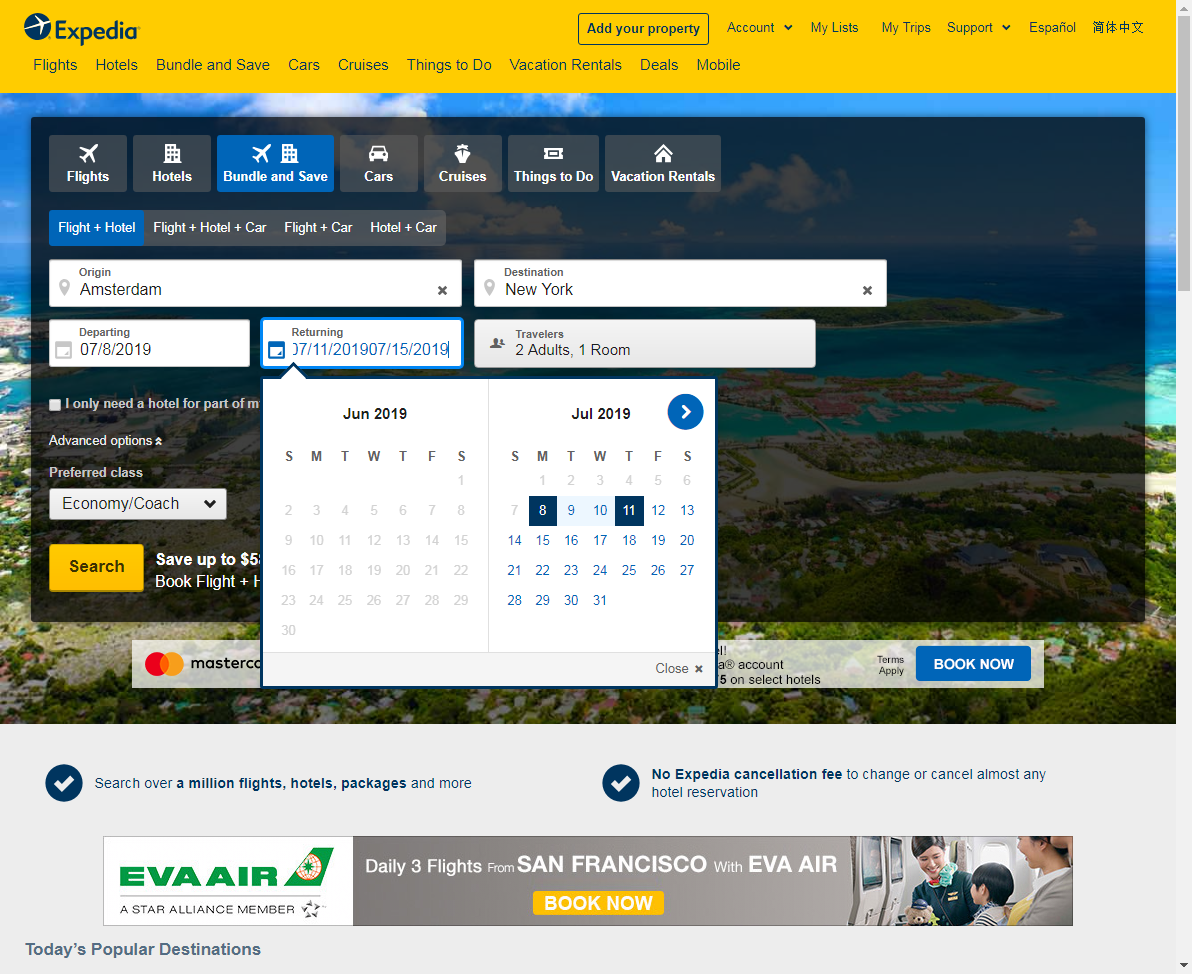 Expedia
Add your property
Account
My Lists
My Trips
Support
Español
简体中文
Flights
Hotels
Bundle and Save
Cars
Cruises
Things to Do
Vacation Rentals
Deals
Mobile
Flights
Hotels
Bundle and Save
Cars
Cruises
Things to Do
Vacation Rentals
Flight + Hotel
Flight + Hotel + Car
Flight + Car
Hotel + Car
Origin
Amsterdam
Destination
New York
Departing
07/8/2019
Returning
07/11/201907/15/2019
Travelers
2 Adults, 1 Room
I only need a hotel for part of m
Advanced options
Preferred class
Economy/Coach
Search
Save up to $5
Book Flight + H
Jun 2019
S M T W T F S
1
2 3 4 5 6 7 8
9 10 11 12 13 14 15
16 17 18 19 20 21 22
23 24 25 26 27 28 29
30
Jul 2019
S M T W T F S
1 2 3 4 5 6
7 8 9 10 11 12 13
14 15 16 17 18 19 20
21 22 23 24 25 26 27
28 29 30 31
Close ×
masterca
el!
a® account
5 on select hotels
Terms
Apply
BOOK NOW
Search over a million flights, hotels, packages and more
No Expedia cancellation fee to change or cancel almost any
hotel reservation
EVA AIR
A STAR ALLIANCE MEMBER
Daily 3 Flights From SAN FRANCISCO With EVA AIR
BOOK NOW
Today's Popular Destinations